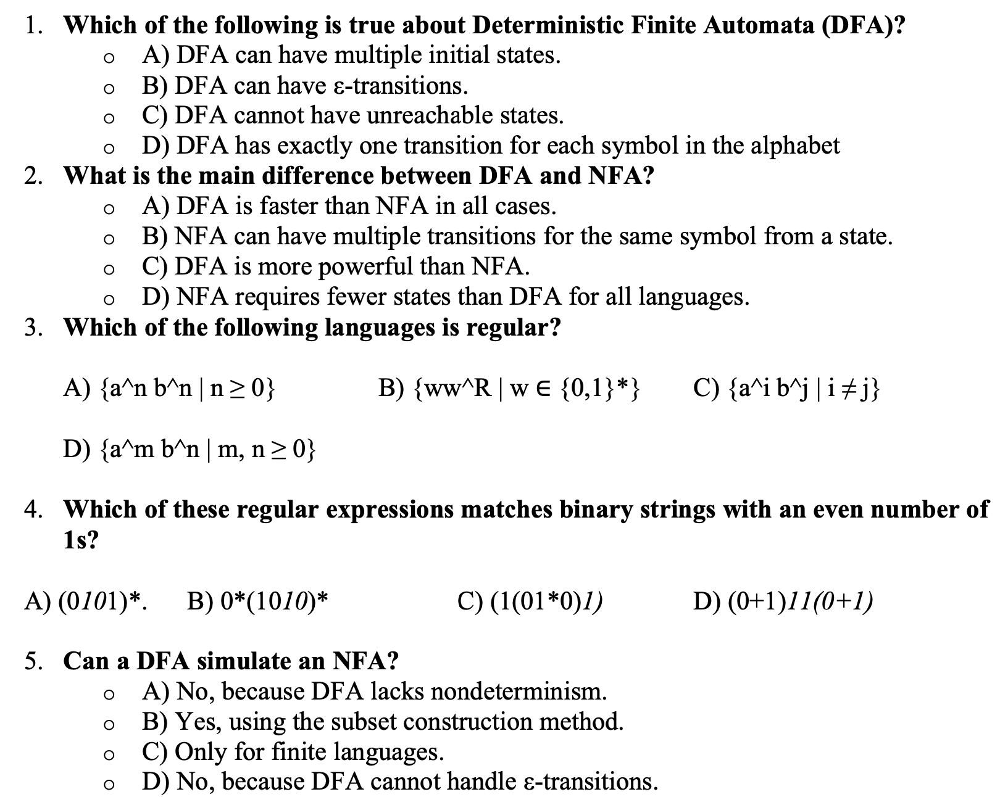 1. Which of the following is true about Deterministic Finite Automata (DFA)?
o A) DFA can have multiple initial states.
o B) DFA can have ε-transitions.
o C) DFA cannot have unreachable states.
o D) DFA has exactly one transition for each symbol in the alphabet
2. What is the main difference between DFA and NFA?
o A) DFA is faster than NFA in all cases.
o B) NFA can have multiple transitions for the same symbol from a state.
o C) DFA is more powerful than NFA.
o D) NFA requires fewer states than DFA for all languages.
3. Which of the following languages is regular?
A) {a^n b^n | n ≥ 0} B) {ww^R | w ∈ {0,1}*} C) {a^i b^j | i ≠ j}
D) {a^m b^n | m, n ≥ 0}
4. Which of these regular expressions matches binary strings with an even number of
1s?
A) (0101)*. B) 0*(1010)* C) (1(01*0)1) D) (0+1)11(0+1)
5. Can a DFA simulate an NFA?
o A) No, because DFA lacks nondeterminism.
o B) Yes, using the subset construction method.
o C) Only for finite languages.
o D) No, because DFA cannot handle ε-transitions.